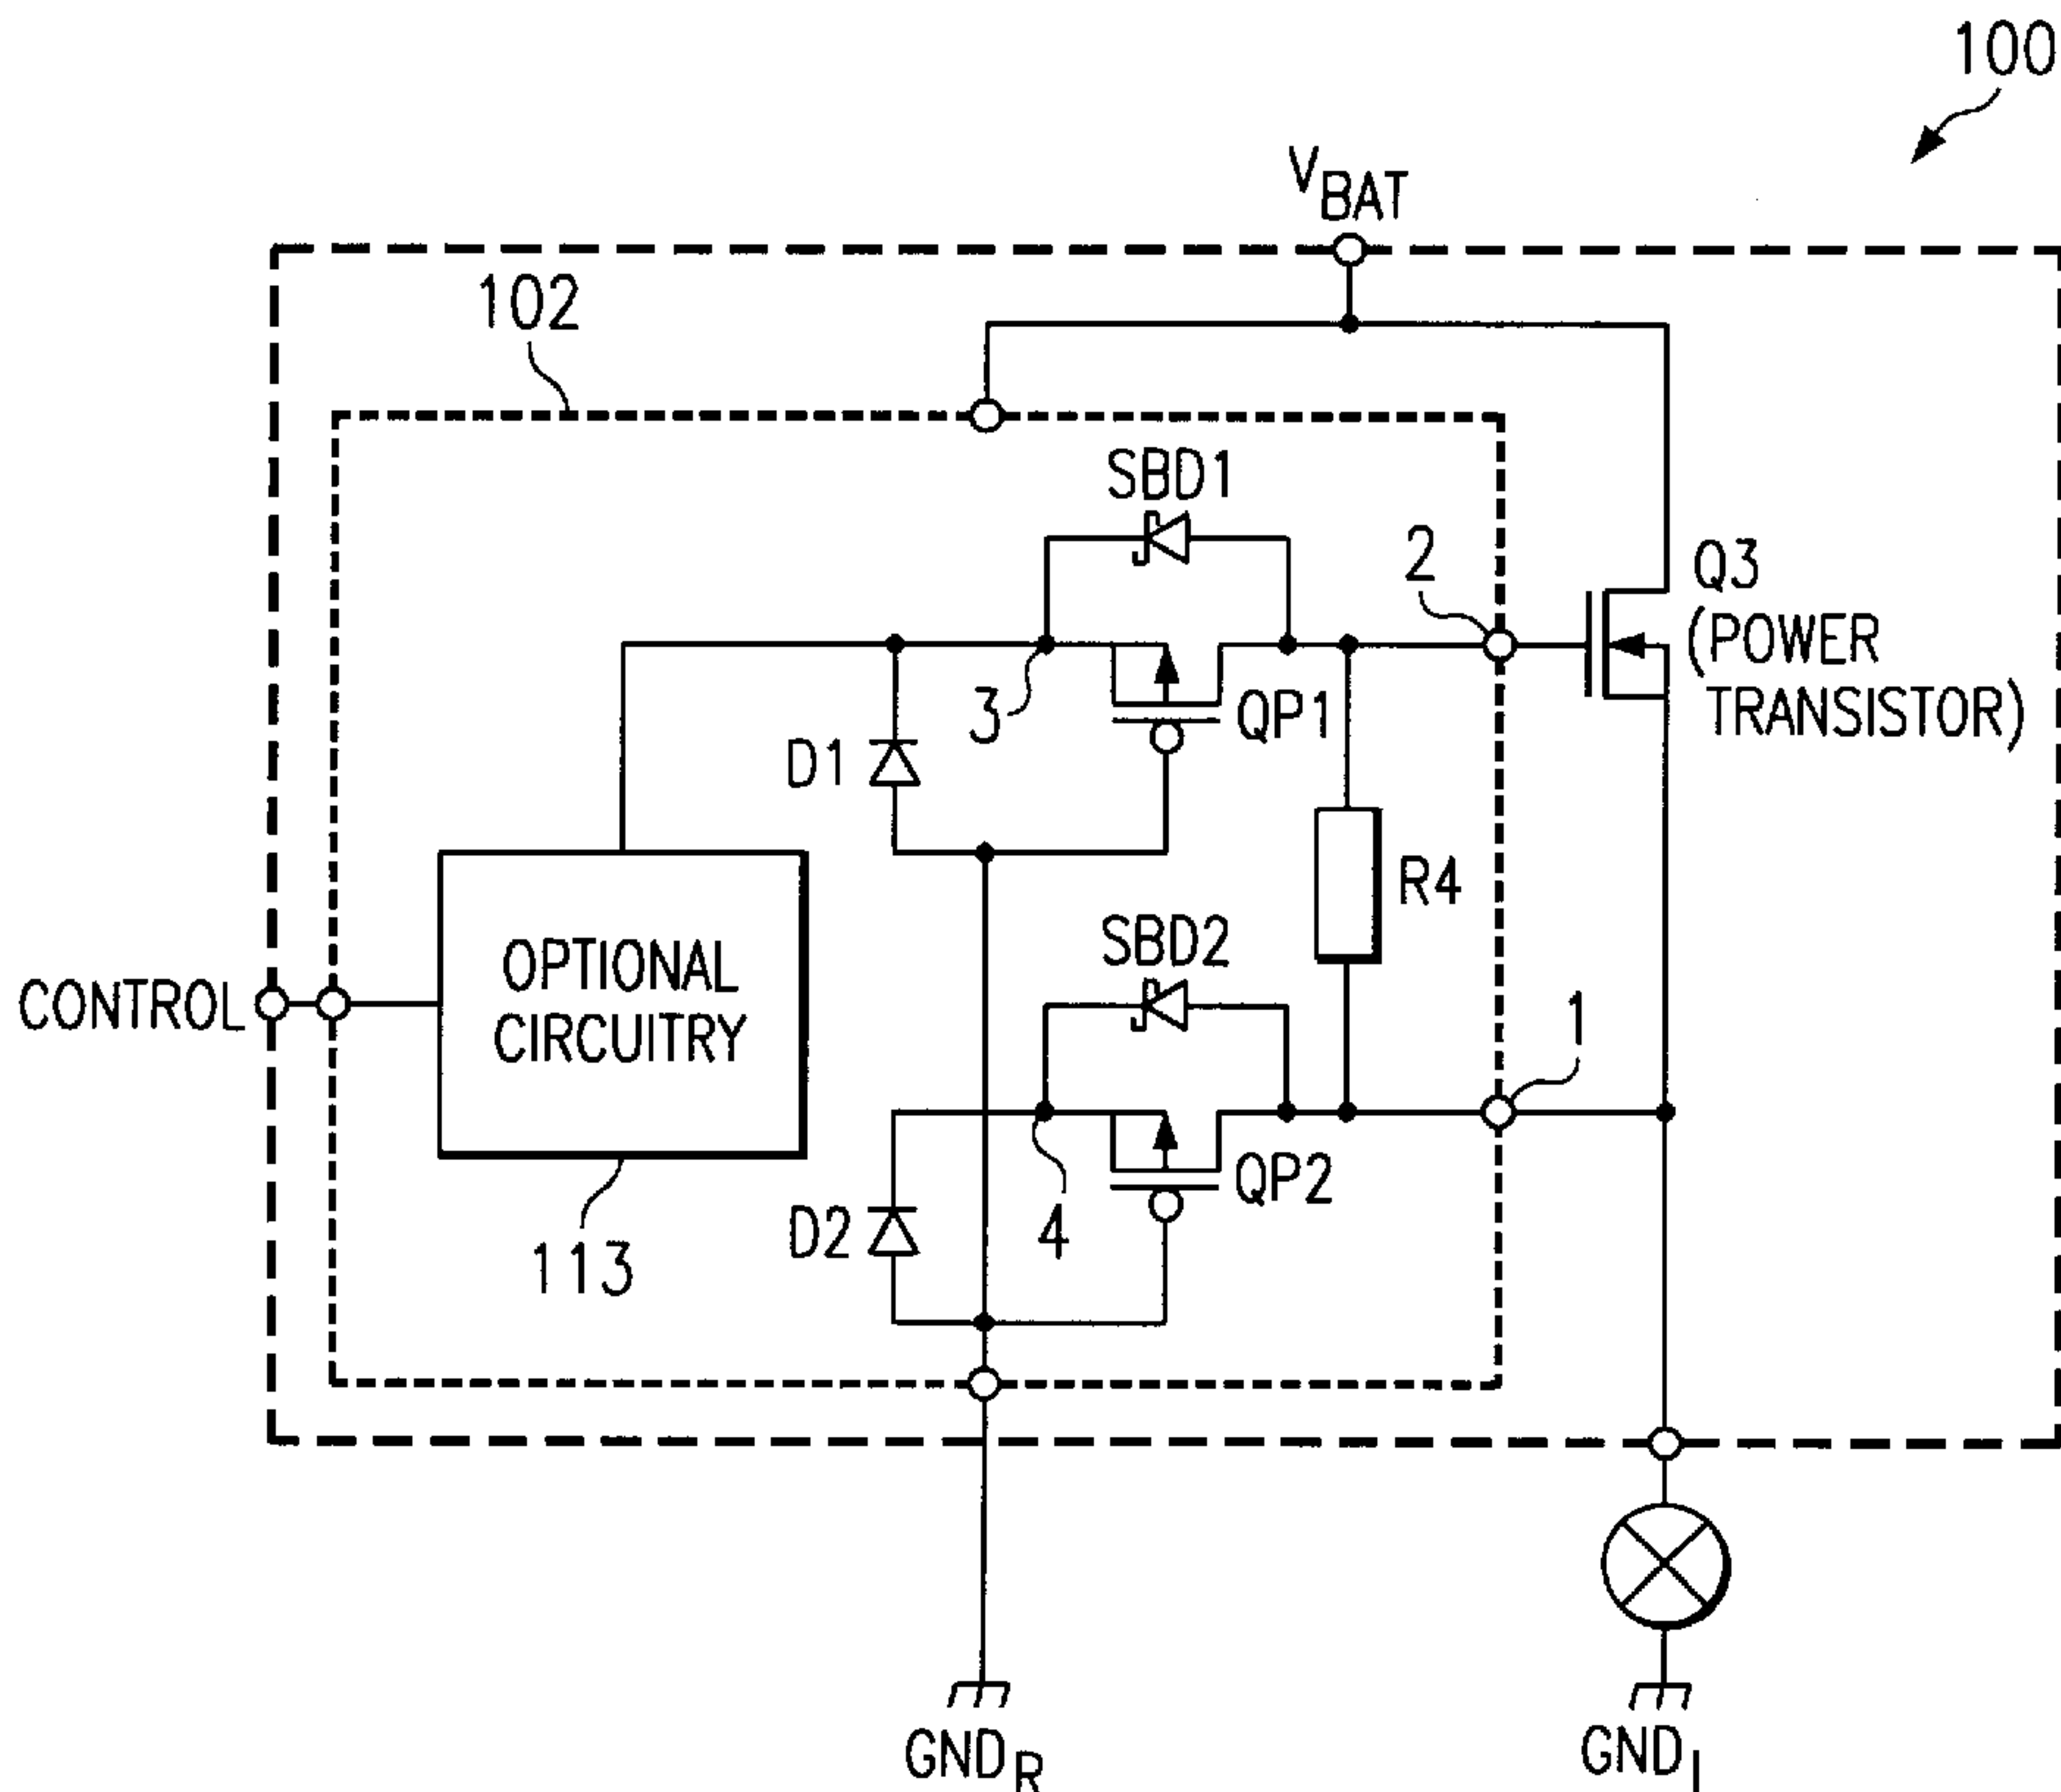 100
VBAT
102
SBD1
2
Q3
(POWER
TRANSISTOR)
3
QP1
D1
R4
OPTIONAL
CIRCUITRY
SBD2
CONTROL
1
QP2
D2
4
113
GNDR